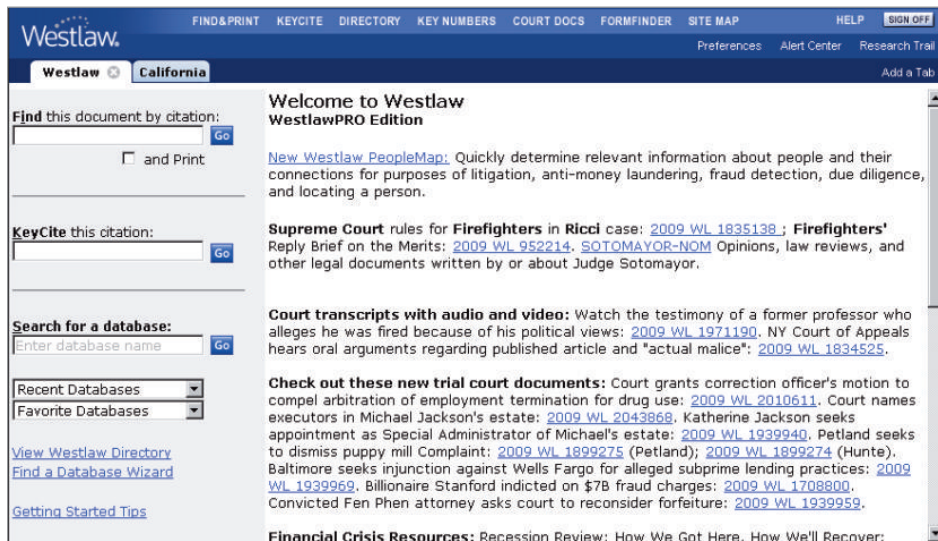 FIND&PRINT KEYCITE DIRECTORY KEY NUMBERS COURT DOCS FORMFINDER SITE MAP HELP SIGN OFF
Westlaw.
Preferences Alert Center Research Trail
Westlaw California Add a Tab
Find this document by citation:
Go
and Print
KeyCite this citation:
Go
Search for a database:
Enter database name Go
Recent Databases
Favorite Databases
View Westlaw Directory
Find a Database Wizard
Getting Started Tips
Welcome to Westlaw
WestlawPRO Edition
New Westlaw PeopleMap: Quickly determine relevant information about people and their
connections for purposes of litigation, anti-money laundering, fraud detection, due diligence,
and locating a person.
Supreme Court rules for Firefighters in Ricci case: 2009 WL 1835138 ; Firefighters'
Reply Brief on the Merits: 2009 WL 952214. SOTOMAYOR-NOM Opinions, law reviews, and
other legal documents written by or about Judge Sotomayor.
Court transcripts with audio and video: Watch the testimony of a former professor who
alleges he was fired because of his political views: 2009 WL 1971190. NY Court of Appeals
hears oral arguments regarding published article and "actual malice": 2009 WL 1834525.
Check out these new trial court documents: Court grants correction officer's motion to
compel arbitration of employment termination for drug use: 2009 WL 2010611. Court names
executors in Michael Jackson's estate: 2009 WL 2043868. Katherine Jackson seeks
appointment as Special Administrator of Michael's estate: 2009 WL 1939940. Petland seeks
to dismiss puppy mill Complaint: 2009 WL 1899275 (Petland); 2009 WL 1899274 (Hunte).
Baltimore seeks injunction against Wells Fargo for alleged subprime lending practices: 2009
WL 1939969. Billionaire Stanford indicted on $7B fraud charges: 2009 WL 1708800.
Convicted Fen Phen attorney asks court to reconsider forfeiture: 2009 WL 1939959.
Financial Crisis Resources: Recession Review: How We Got Here, How We'll Recover: